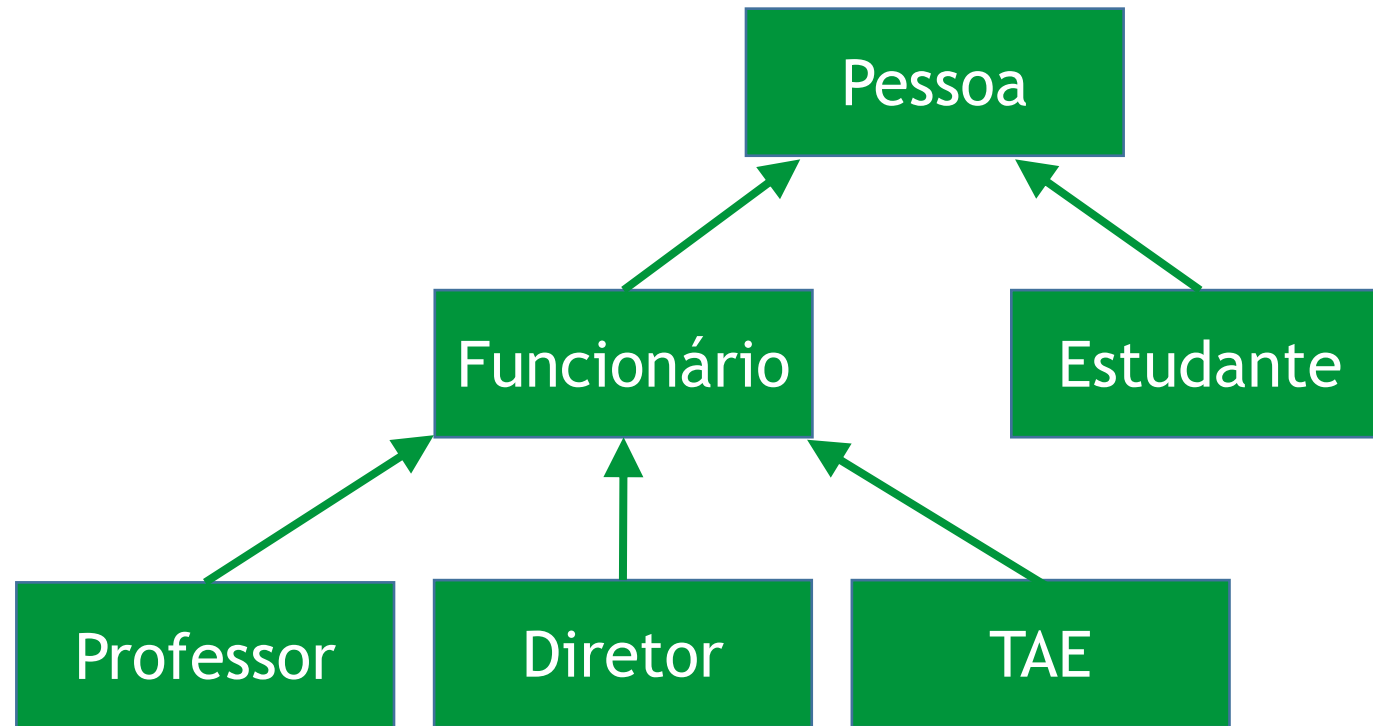 Pessoa
Funcionário
Estudante
Professor
Diretor
TAE